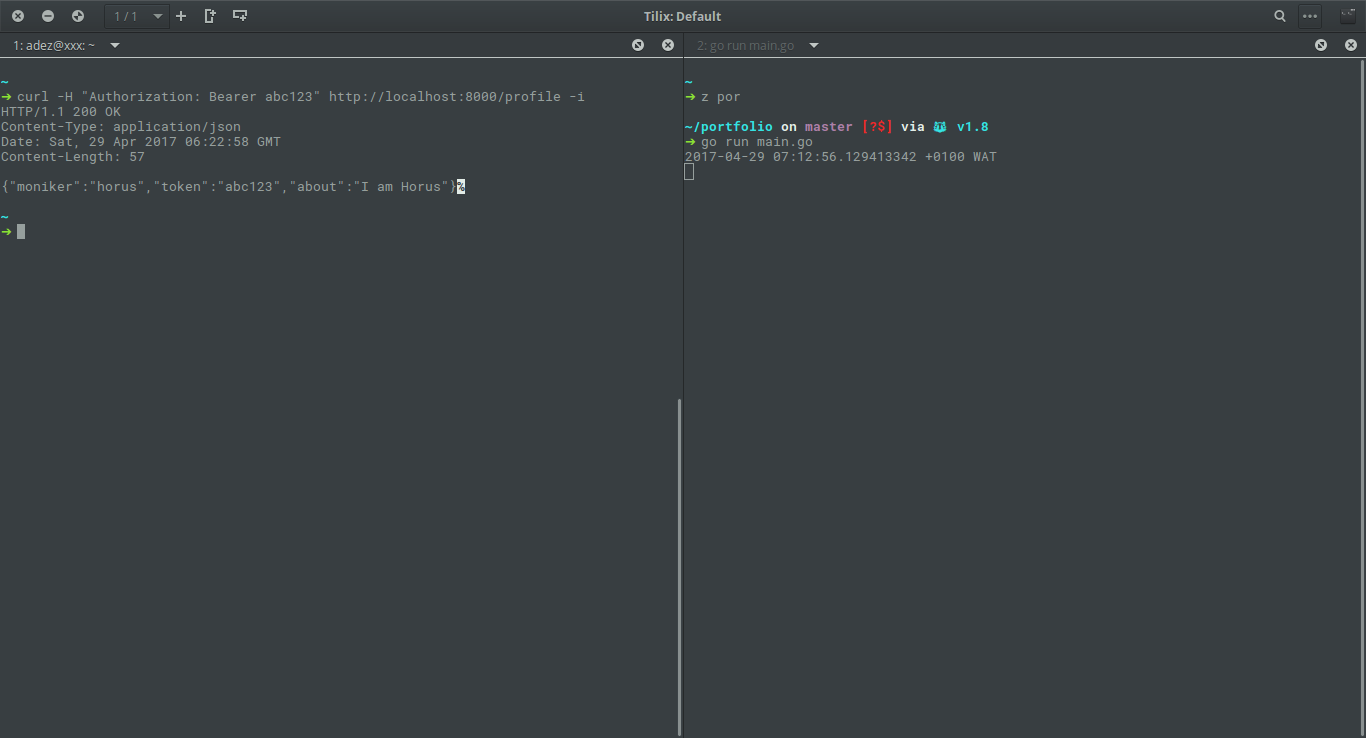 1 / 1
Tilix: Default
1: adez@xxx: ~
~
➜ curl -H "Authorization: Bearer abc123" http://localhost:8000/profile -i
HTTP/1.1 200 OK
Content-Type: application/json
Date: Sat, 29 Apr 2017 06:22:58 GMT
Content-Length: 57
{"moniker":"horus","token":"abc123","about":"I am Horus"}%
~
➜
2: go run main.go
~
➜ z por
~/portfolio on master [?$] via v1.8
➜ go run main.go
2017-04-29 07:12:56.129413342 +0100 WAT